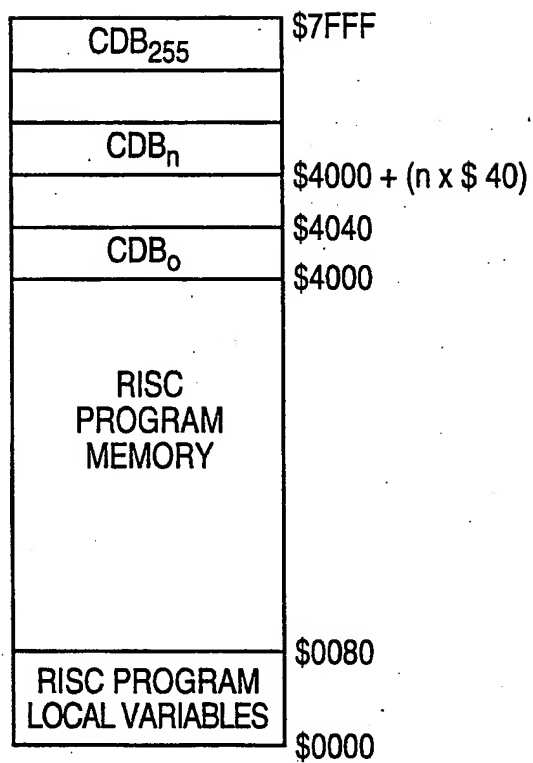 $7FFF
CDB255
CDBn
$4000 + (n x $ 40)
$4040
CDBo
$4000
RISC
PROGRAM
MEMORY
$0080
RISC PROGRAM
LOCAL VARIABLES
$0000